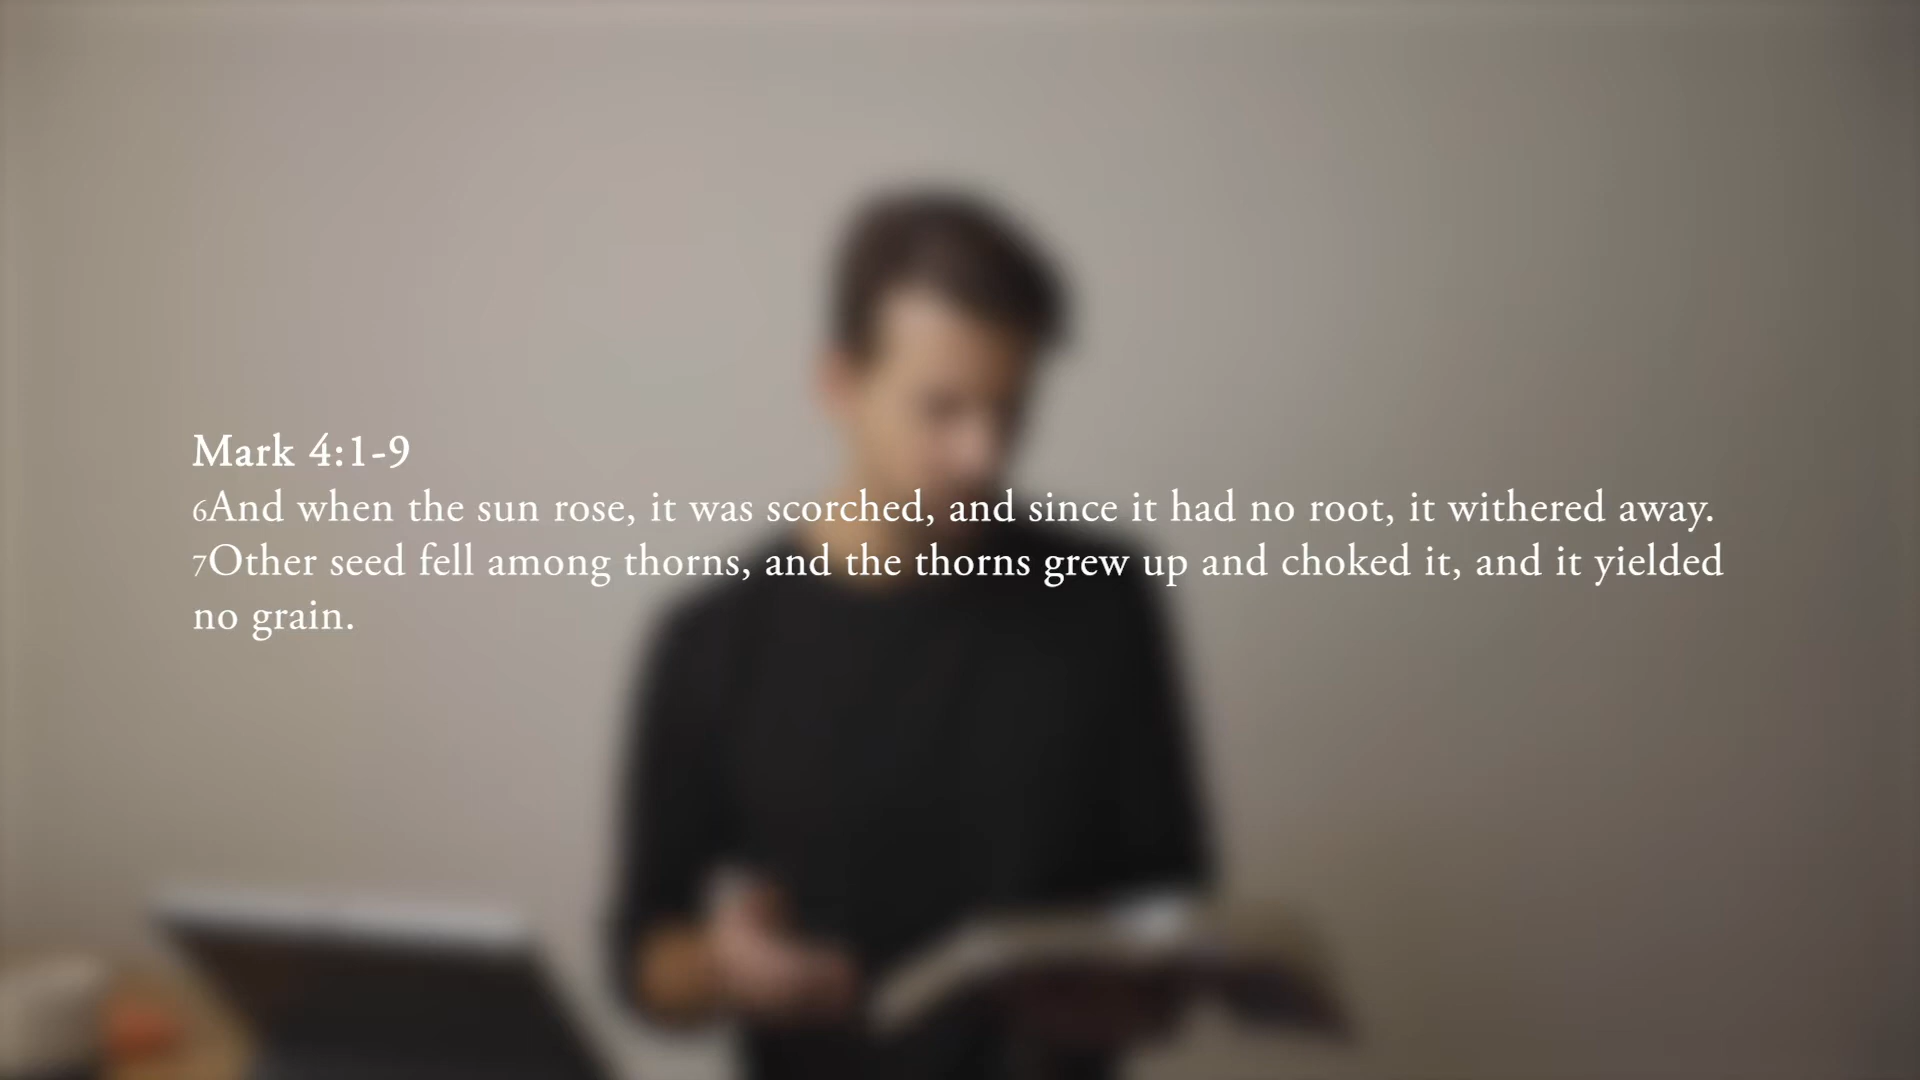 Mark 4:1-9
6And when the sun rose, it was scorched, and since it had no root, it withered away.
7Other seed fell among thorns, and the thorns grew up and choked it, and it yielded
no grain.